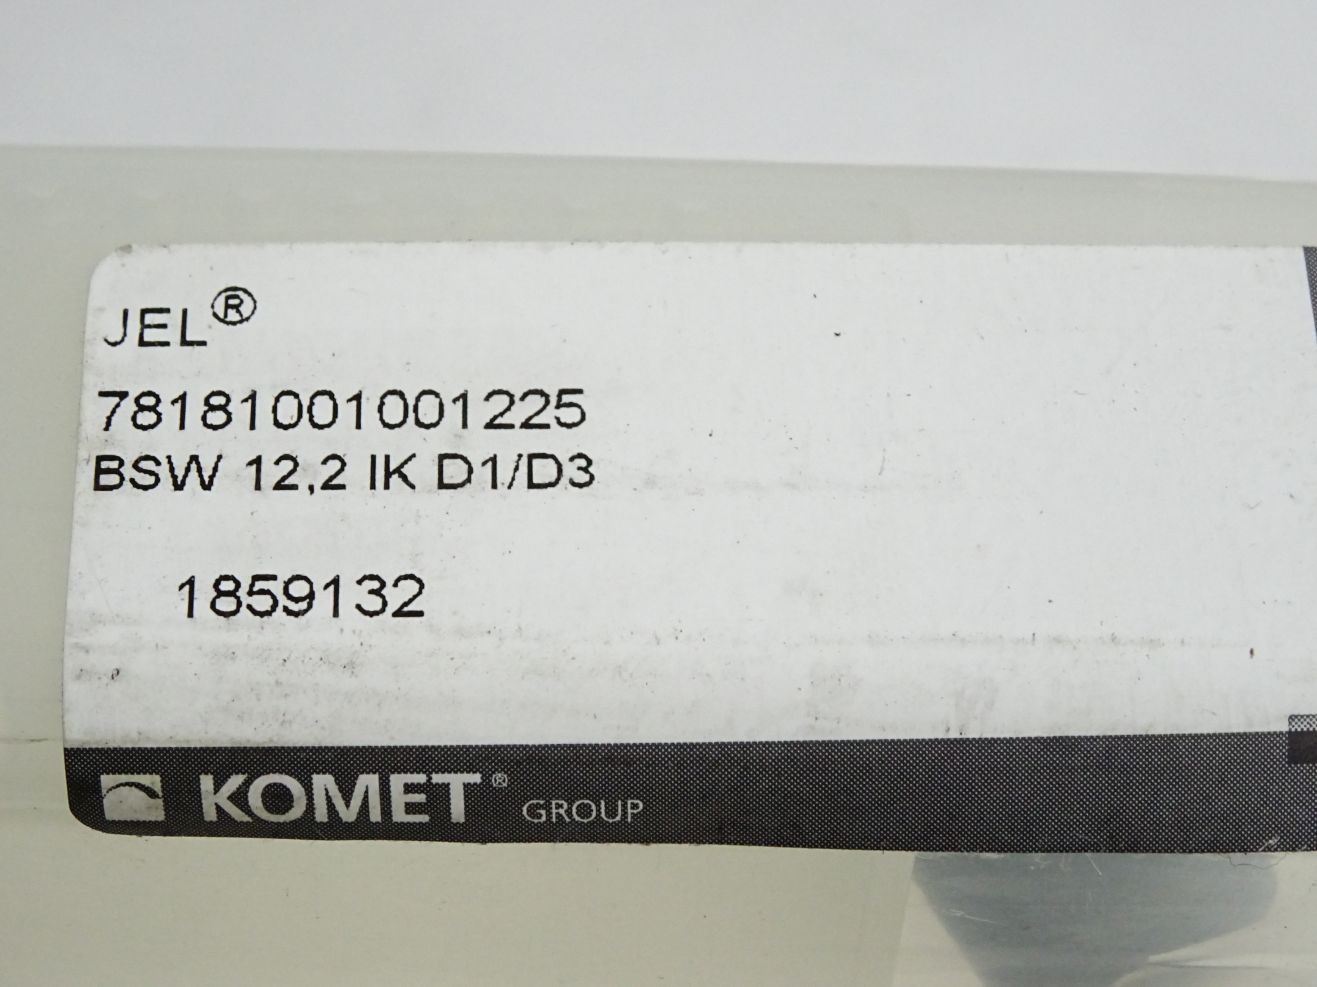 JEL®
78181001001225
BSW 12,2 IK D1/D3
1859132
KOMET® GROUP